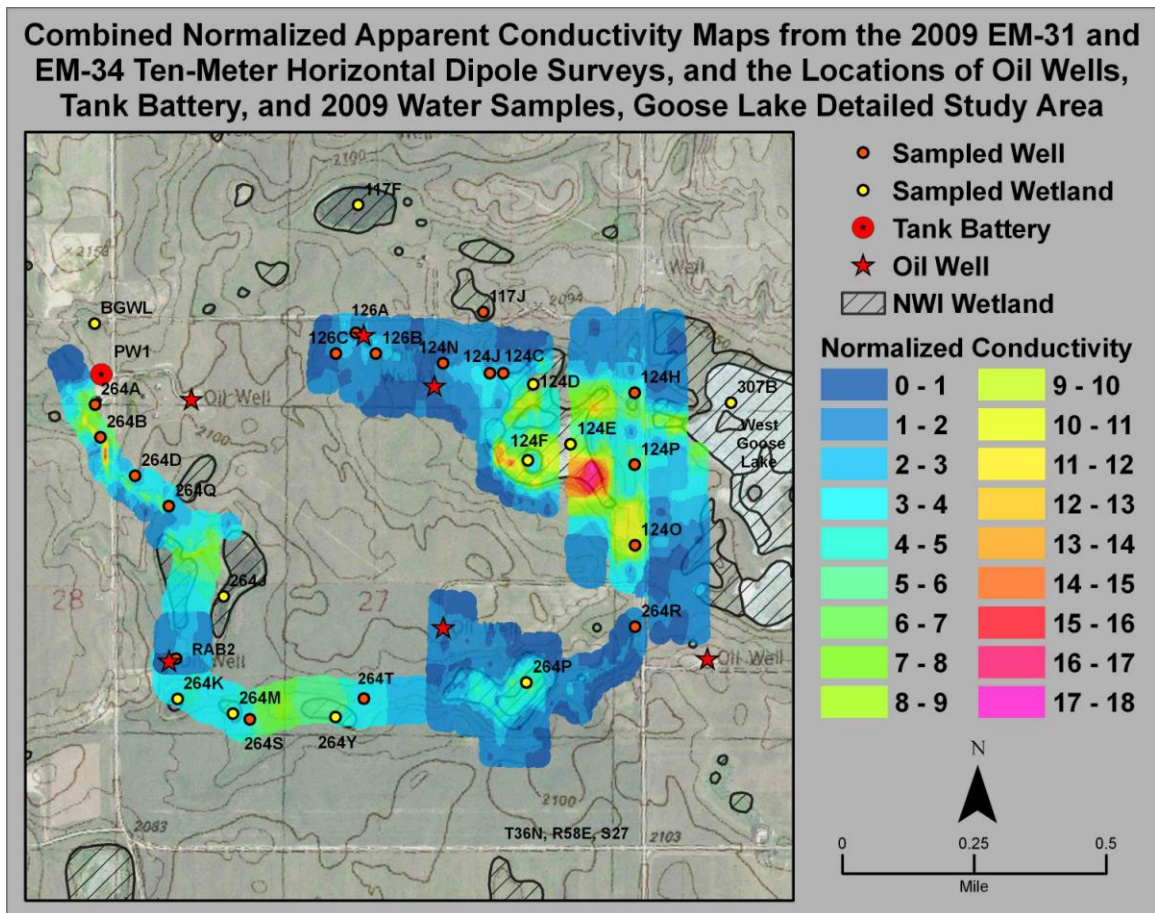 Combined Normalized Apparent Conductivity Maps from the 2009 EM-31 and
EM-34 Ten-Meter Horizontal Dipole Surveys, and the Locations of Oil Wells,
Tank Battery, and 2009 Water Samples, Goose Lake Detailed Study Area
Sampled Well
Sampled Wetland
Tank Battery
Oil Well
NWI Wetland
Normalized Conductivity
0 - 1
1 - 2
2 - 3
3 - 4
4 - 5
5 - 6
6 - 7
7 - 8
8 - 9
9 - 10
10 - 11
11 - 12
12 - 13
13 - 14
14 - 15
15 - 16
16 - 17
17 - 18
N
0 0.25 0.5
Mile
2100
117F
2153
Well
BGWL
117J
2094
2050
126A
126C
126B
PW1
124N
124J
124C
264A
124D
124H
307B
Oil Well
264B
2100
124E
West
Goose
Lake
124F
124P
264D
264Q
124O
28
27
264J
264R
RAB2
Oil Well
Oil Well
264P
264K
264M
264T
264S
264Y
2100
2083
T36N, R58E, S27
2103